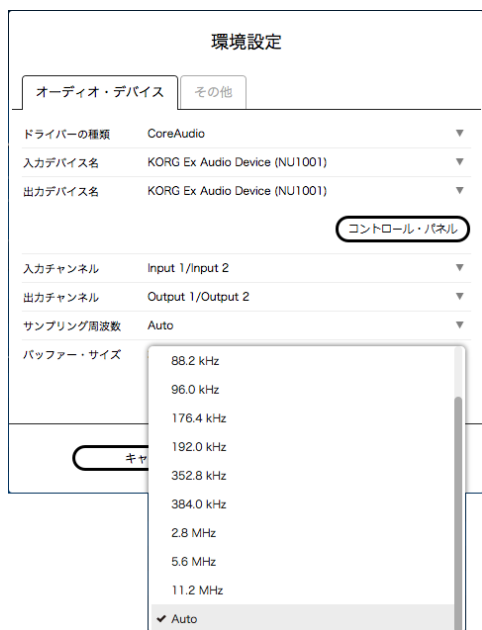 環境設定
オーディオ・デバイス
その他
ドライバーの種類 CoreAudio ▼
入力デバイス名 KORG Ex Audio Device (NU1001) ▼
出力デバイス名 KORG Ex Audio Device (NU1001) ▼
コントロール・パネル
入力チャンネル Input 1/Input 2 ▼
出力チャンネル Output 1/Output 2 ▼
サンプリング周波数 Auto ▼
バッファー・サイズ
88.2 kHz
96.0 kHz
176.4 kHz
192.0 kHz
352.8 kHz
384.0 kHz
2.8 MHz
5.6 MHz
11.2 MHz
✔ Auto
キャ